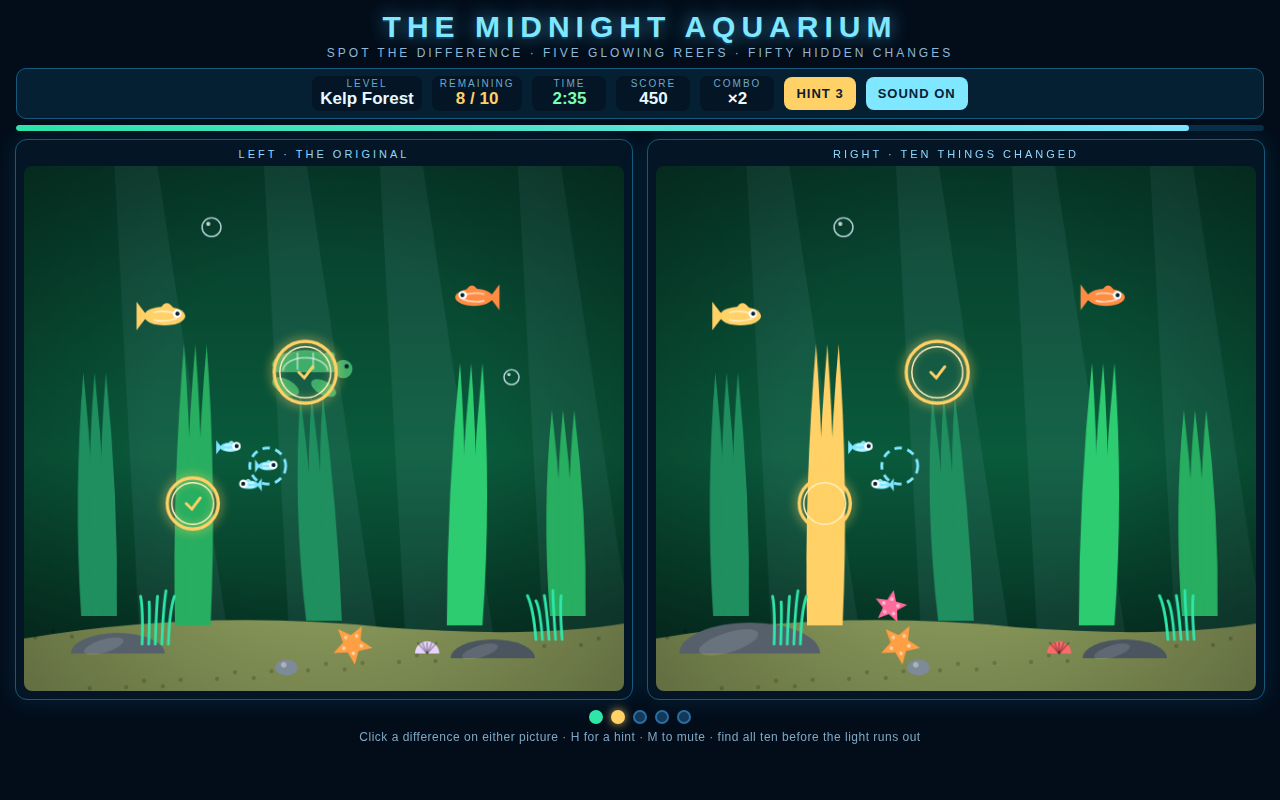 THE MIDNIGHT AQUARIUM
SPOT THE DIFFERENCE · FIVE GLOWING REEFS · FIFTY HIDDEN CHANGES
LEVEL
Kelp Forest
REMAINING
8 / 10
TIME
2:35
SCORE
450
COMBO
×2
HINT 3
SOUND ON
LEFT · THE ORIGINAL
RIGHT · TEN THINGS CHANGED
Click a difference on either picture · H for a hint · M to mute · find all ten before the light runs out